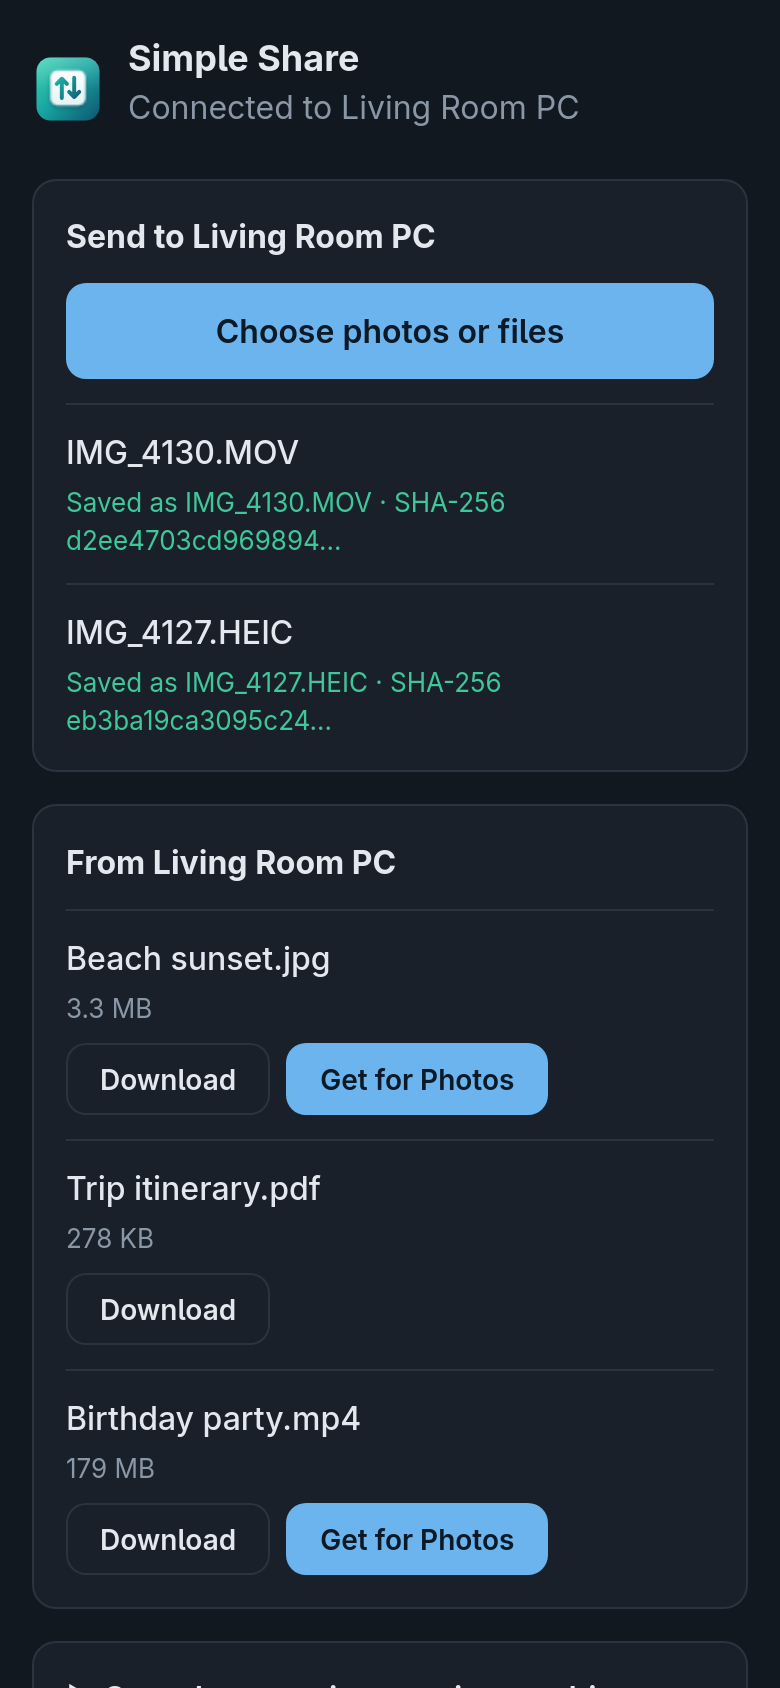 Simple Share
Connected to Living Room PC
Send to Living Room PC
Choose photos or files
IMG_4130.MOV
Saved as IMG_4130.MOV · SHA-256
d2ee4703cd969894...
IMG_4127.HEIC
Saved as IMG_4127.HEIC · SHA-256
eb3ba19ca3095c24...
From Living Room PC
Beach sunset.jpg
3.3 MB
Download
Get for Photos
Trip itinerary.pdf
278 KB
Download
Birthday party.mp4
179 MB
Download
Get for Photos